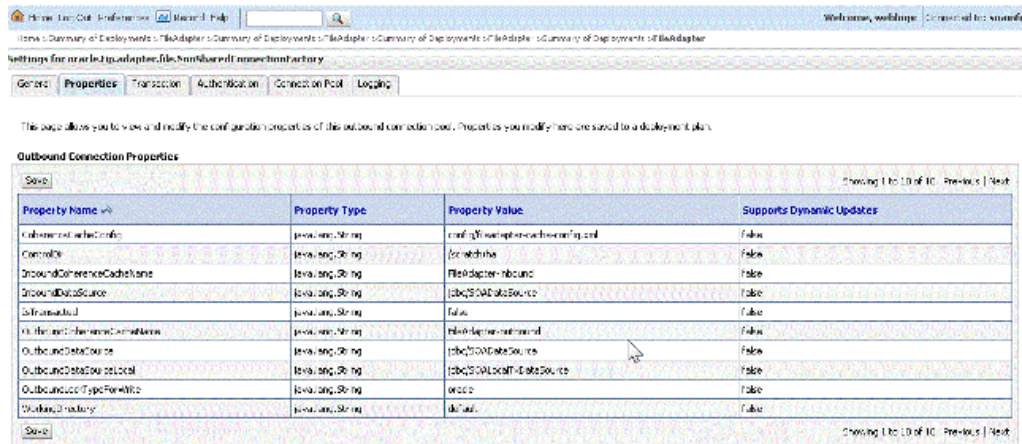 Home Log Out Preferences Record Help
Welcome, weblogic Connected to:
Home >Summary of Deployments >FileAdapter >Summary of Deployments >FileAdapter >Summary of Deployments >FileAdapter >Summary of Deployments >FileAdapter
Settings for oracle.tip.adapter.file.NonSharedConnectionFactory
General Properties Transaction Authentication Connection Pool Logging
This page allows you to view and modify the configuration properties of this outbound connection pool. Properties you modify here are saved to a deployment plan.
Outbound Connection Properties
Save Showing 1 to 10 of 10 Previous | Next
Property Name Property Type Property Value Supports Dynamic Updates
CoherenceCacheConfig java.lang.String config/fileadapter-cache-config.xml false
ControlDir java.lang.String /scratch/ha false
InboundCoherenceCacheName java.lang.String FileAdapter-inbound false
InboundDataSource java.lang.String jdbc/SOADataSource false
IsTransacted java.lang.String false false
OutboundCoherenceCacheName java.lang.String FileAdapter-outbound false
OutboundDataSource java.lang.String jdbc/SOADataSource false
OutboundDataSourceLocal java.lang.String jdbc/SOALocalTxDataSource false
OutboundLockTypeForWrite java.lang.String oracle false
WorkingDirectory java.lang.String default false
Save Showing 1 to 10 of 10 Previous | Next